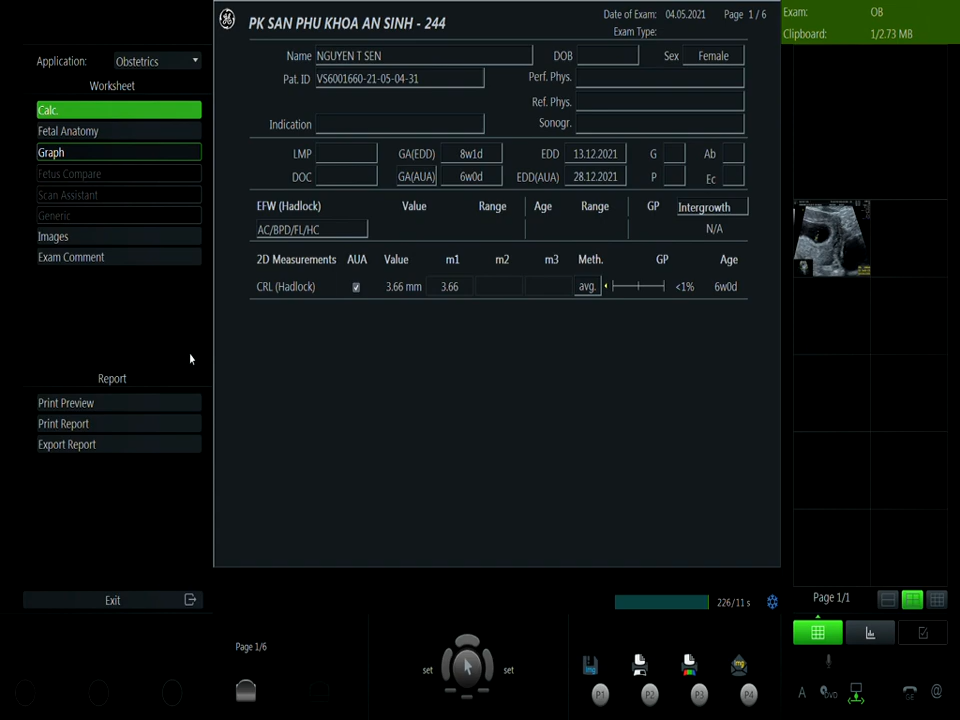 PK SAN PHU KHOA AN SINH - 244
Date of Exam: 04.05.2021 Page 1 / 6
Exam Type:
Exam: OB
Clipboard: 1/2.73 MB
Application: Obstetrics
Worksheet
Calc.
Fetal Anatomy
Graph
Fetus Compare
Scan Assistant
Generic
Images
Exam Comment
Report
Print Preview
Print Report
Export Report
Exit
Name NGUYEN T SEN DOB Sex Female
Pat. ID VS6001660-21-05-04-31 Perf. Phys.
Ref. Phys.
Indication Sonogr.
LMP GA(EDD) 8w1d EDD 13.12.2021 G Ab
DOC GA(AUA) 6w0d EDD(AUA) 28.12.2021 P Ec
EFW (Hadlock) Value Range Age Range GP Intergrowth
AC/BPD/FL/HC N/A
2D Measurements AUA Value m1 m2 m3 Meth. GP Age
CRL (Hadlock) 3.66 mm 3.66 avg. <1% 6w0d
226/11 s
Page 1/1
Page 1/6
set set
P1 P2 P3 P4
A DVD @